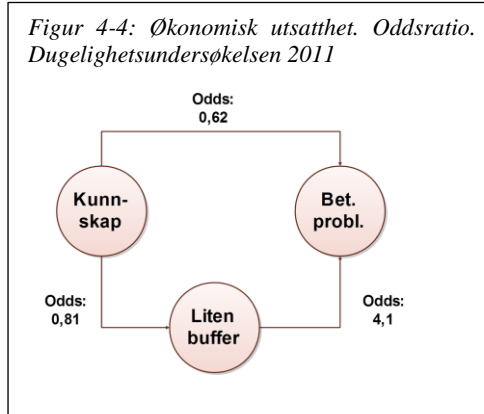 Figur 4-4: Økonomisk utsatthet. Oddsratio.
Dugelighetsundersøkelsen 2011
Odds:
0,62
Kunn-
skap
Bet.
probl.
Odds:
0,81
Liten
buffer
Odds:
4,1